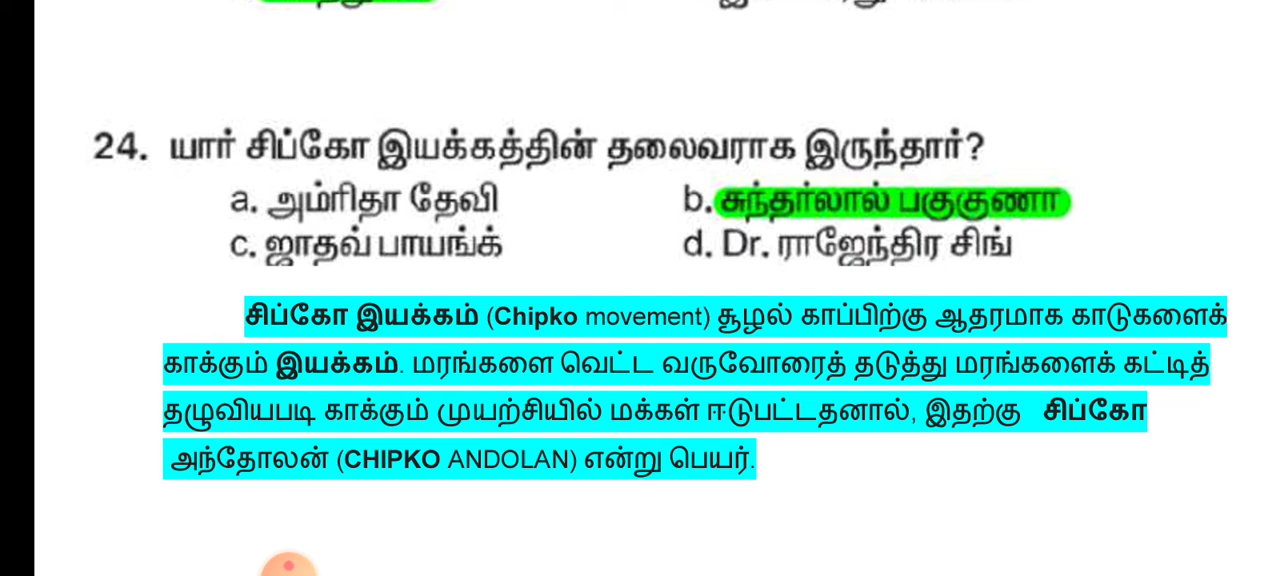 24. யார் சிப்கோ இயக்கத்தின் தலைவராக இருந்தார்?
a. அம்ரிதா தேவி b. சுந்தர்லால் பகுகுணா
c. ஜாதவ் பாயங்க் d. Dr. ராஜேந்திர சிங்
சிப்கோ இயக்கம் (Chipko movement) சூழல் காப்பிற்கு ஆதரமாக காடுகளைக்
காக்கும் இயக்கம். மரங்களை வெட்ட வருவோரைத் தடுத்து மரங்களைக் கட்டித்
தழுவியபடி காக்கும் முயற்சியில் மக்கள் ஈடுபட்டதனால், இதற்கு சிப்கோ
அந்தோலன் (CHIPKO ANDOLAN) என்று பெயர்.